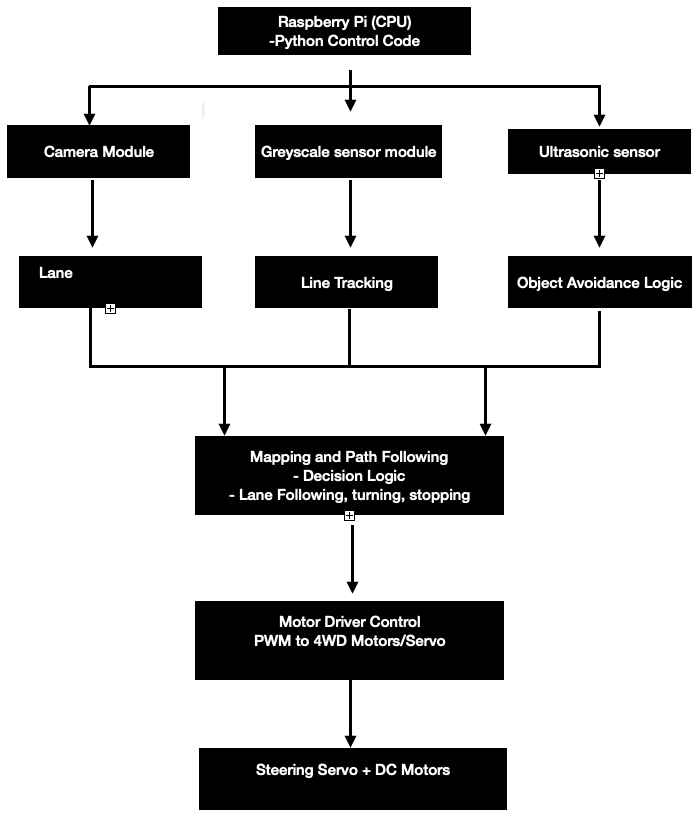 Raspberry Pi (CPU)
-Python Control Code
Camera Module
Greyscale sensor module
Ultrasonic sensor
Lane
Line Tracking
Object Avoidance Logic
Mapping and Path Following
- Decision Logic
- Lane Following, turning, stopping
Motor Driver Control
PWM to 4WD Motors/Servo
Steering Servo + DC Motors